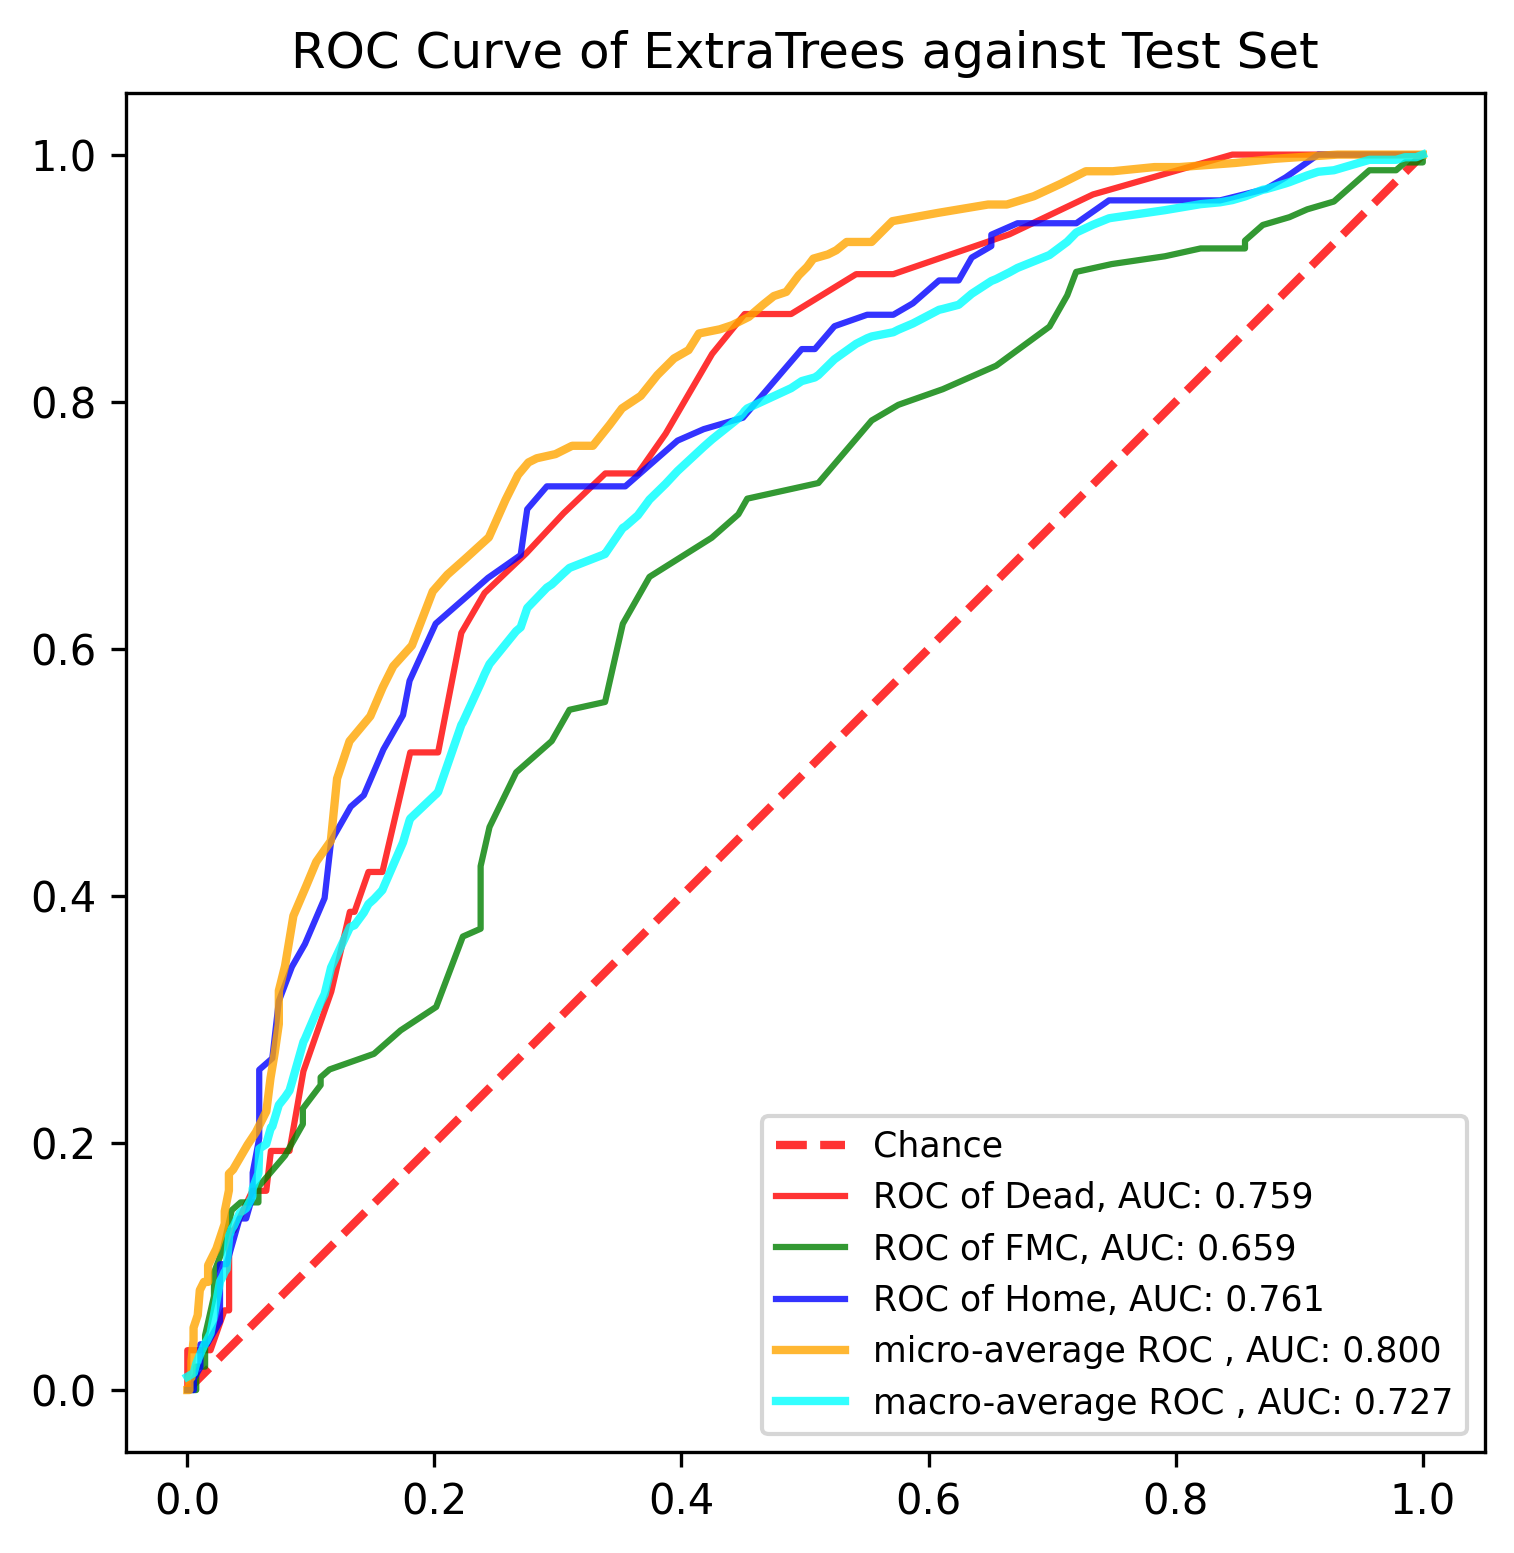 ROC Curve of ExtraTrees against Test Set
1.0
0.8
0.6
0.4
0.2
0.0
Chance
ROC of Dead, AUC: 0.759
ROC of FMC, AUC: 0.659
ROC of Home, AUC: 0.761
micro-average ROC , AUC: 0.800
macro-average ROC , AUC: 0.727
0.0 0.2 0.4 0.6 0.8 1.0